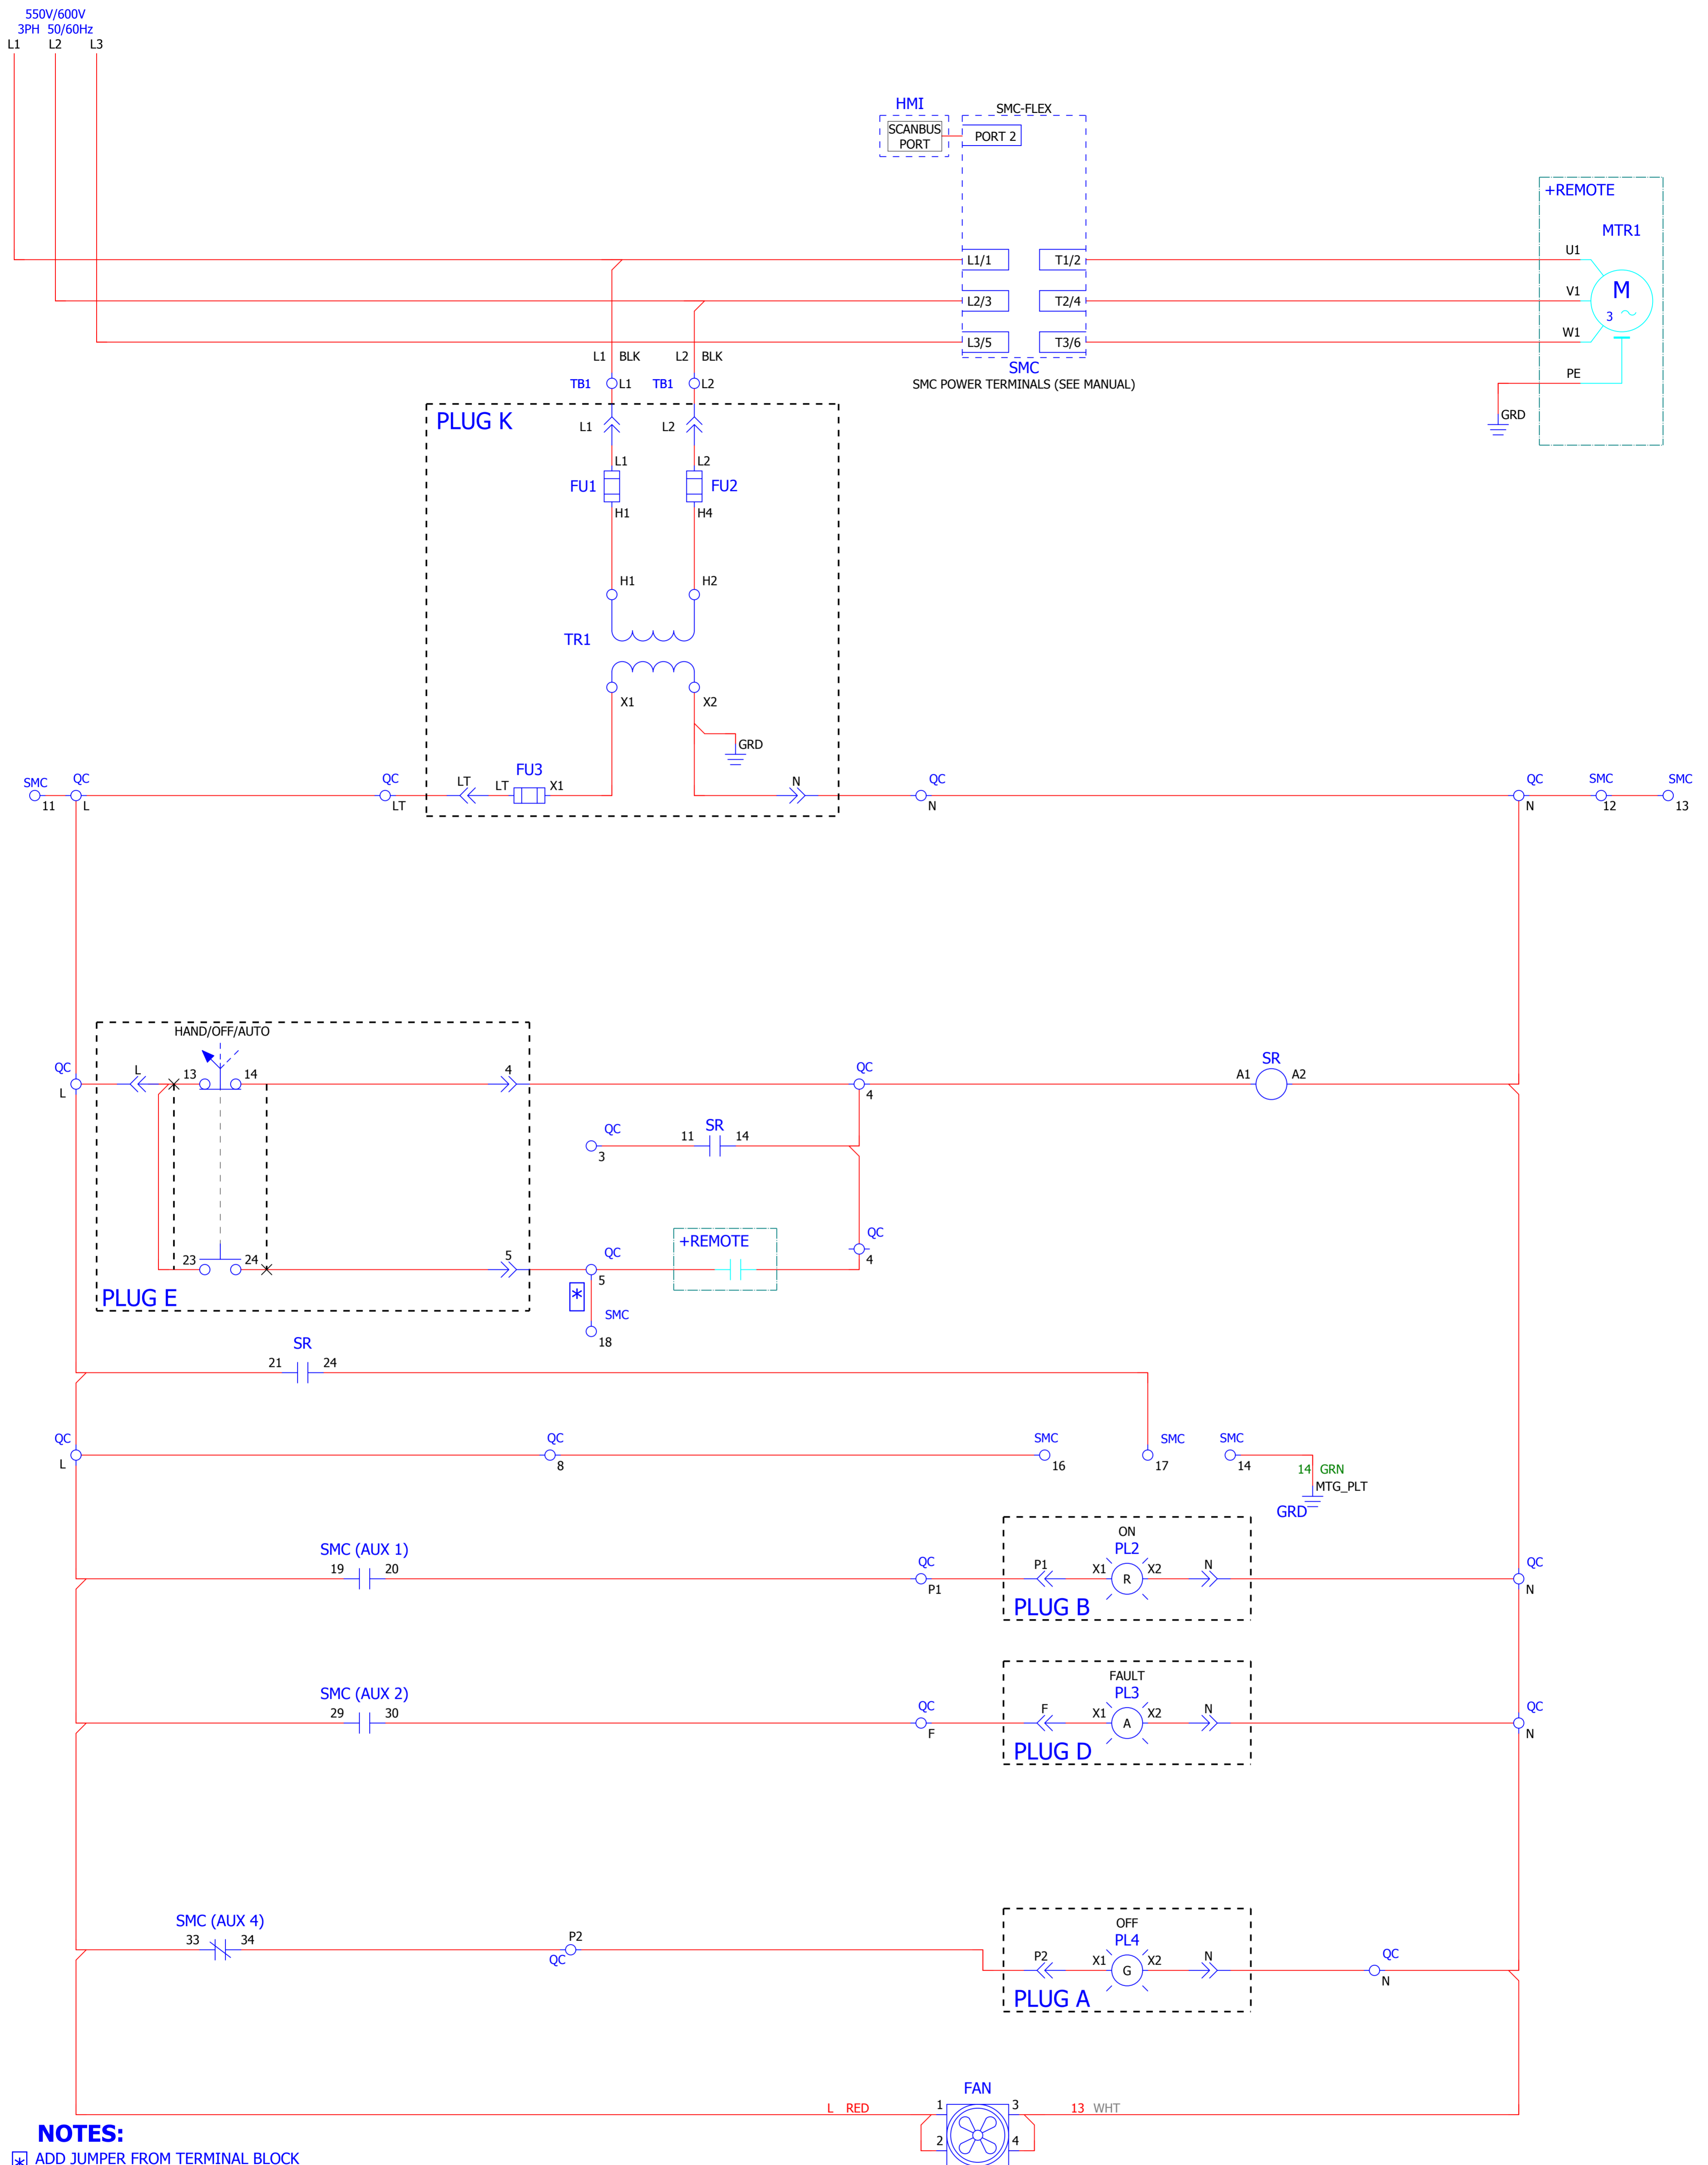 550V/600V
3PH 50/60Hz
L1 L2 L3
HMI
SCANBUS
PORT
SMC-FLEX
PORT 2
+REMOTE
MTR1
U1
L1/1 T1/2
V1
M
3
L2/3 T2/4
W1
L3/5 T3/6
SMC
SMC POWER TERMINALS (SEE MANUAL)
PE
GRD
L1 BLK L2 BLK
TB1 L1 TB1 L2
PLUG K
L1 L2
L1 L2
FU1 FU2
H1 H4
H1 H2
TR1
X1 X2
GRD
SMC QC QC LT LT FU3 X1 N QC QC SMC SMC
11 L LT N N 12 13
HAND/OFF/AUTO
QC L 13 14 4 QC A1 SR A2
L 4
QC 11 SR 14
3
+REMOTE QC
23 24 5 QC 4
PLUG E * 5
SMC
18
SR
21 24
QC QC SMC SMC SMC
L 8 16 17 14
14 GRN
MTG_PLT
GRD
ON
SMC (AUX 1) PL2
19 20 QC P1 X1 R X2 N QC
P1 N
PLUG B
FAULT
SMC (AUX 2) PL3
29 30 QC F X1 A X2 N QC
F N
PLUG D
OFF
SMC (AUX 4) PL4
33 34 P2
QC
P2 X1 G X2 N QC
N
PLUG A
FAN
L RED 1 3 13 WHT
2 4
NOTES:
* ADD JUMPER FROM TERMINAL BLOCK